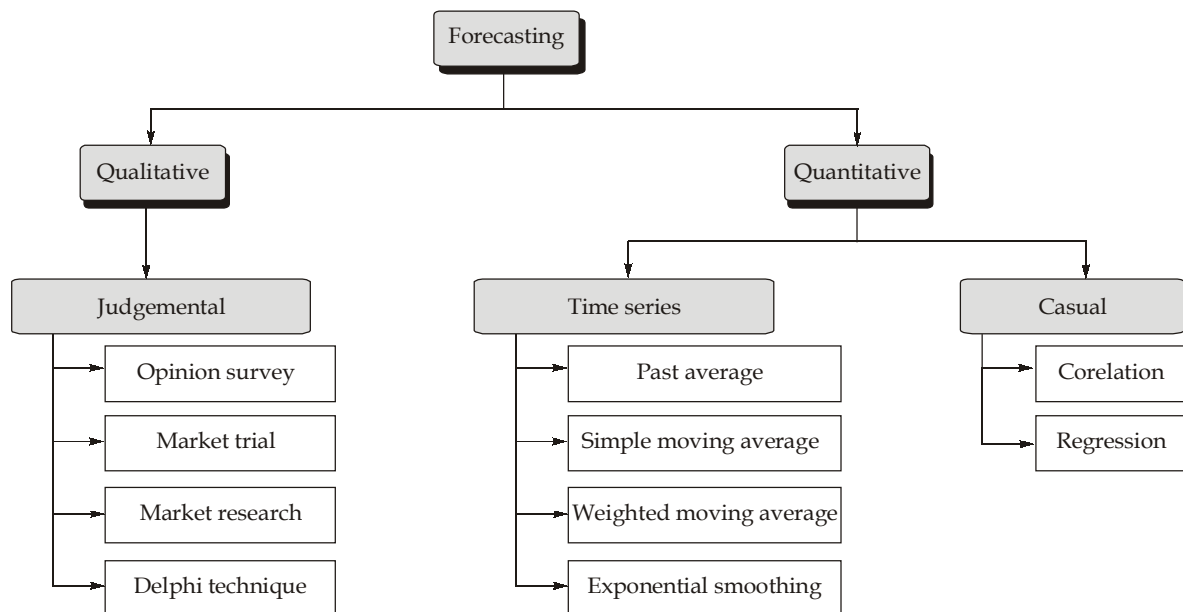 Forecasting
Qualitative
Quantitative
Judgemental
Time series
Casual
Opinion survey
Past average
Corelation
Market trial
Simple moving average
Regression
Market research
Weighted moving average
Delphi technique
Exponential smoothing